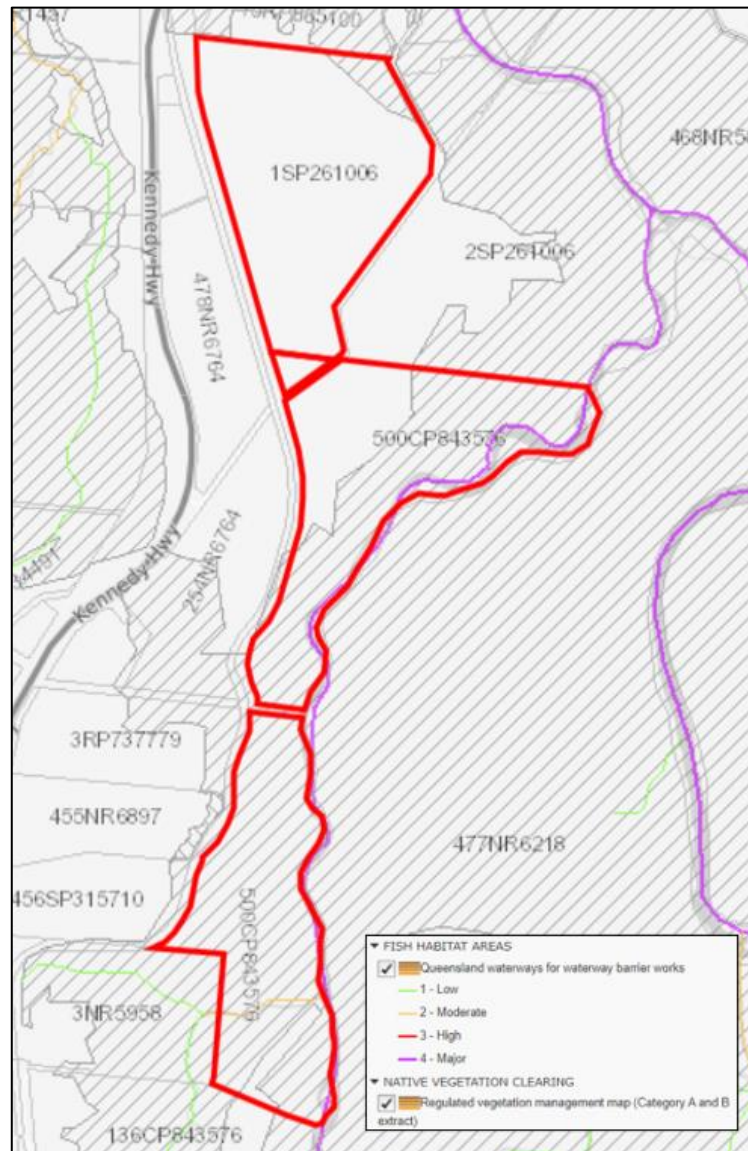 468NR5
1SP261006
Kennedy-Hwy
2SP261006
478NR6764
500CP843576
254NR6764
Kennedy-Hwy
3RP737779
455NR6897
477NR6218
456SP315710
500CP843576
3NR5958
136CP843576
FISH HABITAT AREAS
Queensland waterways for waterway barrier works
1 - Low
2 - Moderate
3 - High
4 - Major
NATIVE VEGETATION CLEARING
Regulated vegetation management map (Category A and B
extract)